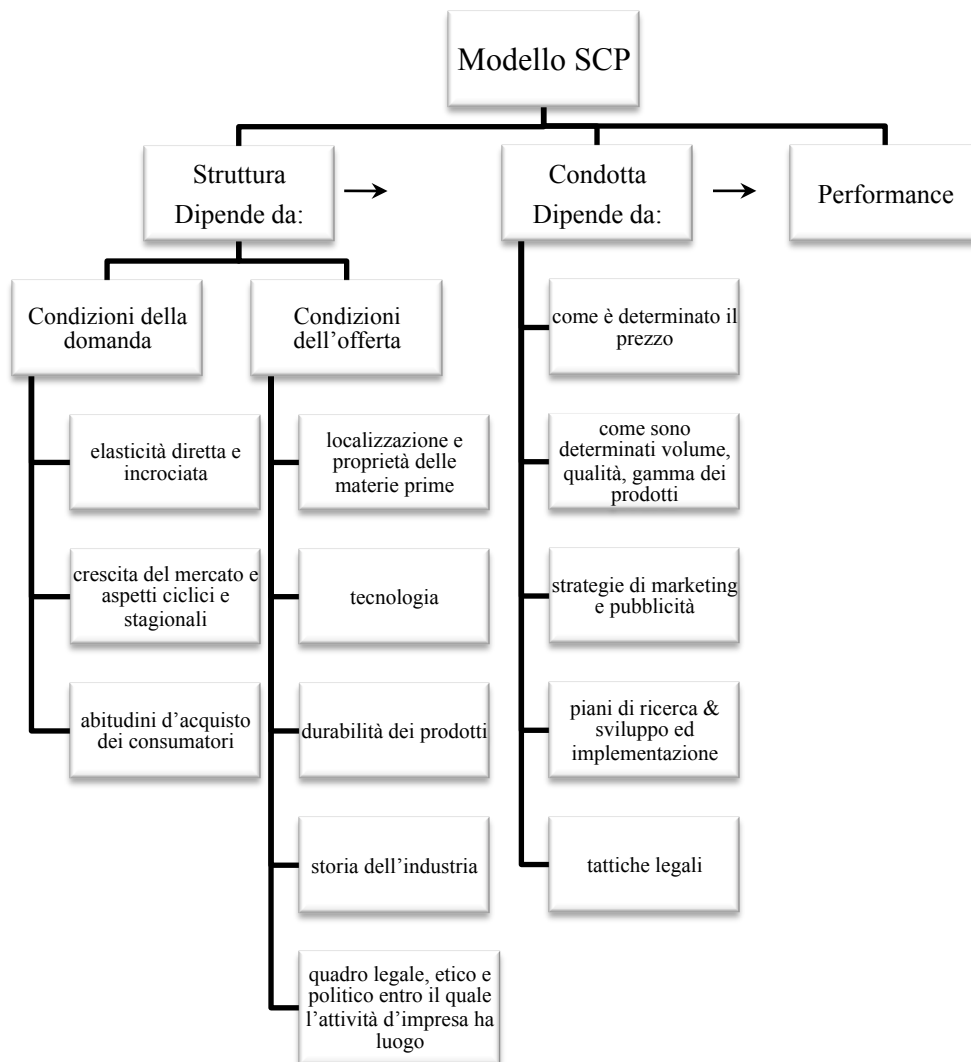 Modello SCP
Struttura
Dipende da:
Condotta
Dipende da:
Performance
Condizioni della
domanda
Condizioni
dell’offerta
elasticità diretta e
incrociata
crescita del mercato e
aspetti ciclici e
stagionali
abitudini d’acquisto
dei consumatori
localizzazione e
proprietà delle
materie prime
tecnologia
durabilità dei prodotti
storia dell’industria
quadro legale, etico e
politico entro il quale
l’attività d’impresa ha
luogo
come è determinato il
prezzo
come sono
determinati volume,
qualità, gamma dei
prodotti
strategie di marketing
e pubblicità
piani di ricerca &
sviluppo ed
implementazione
tattiche legali